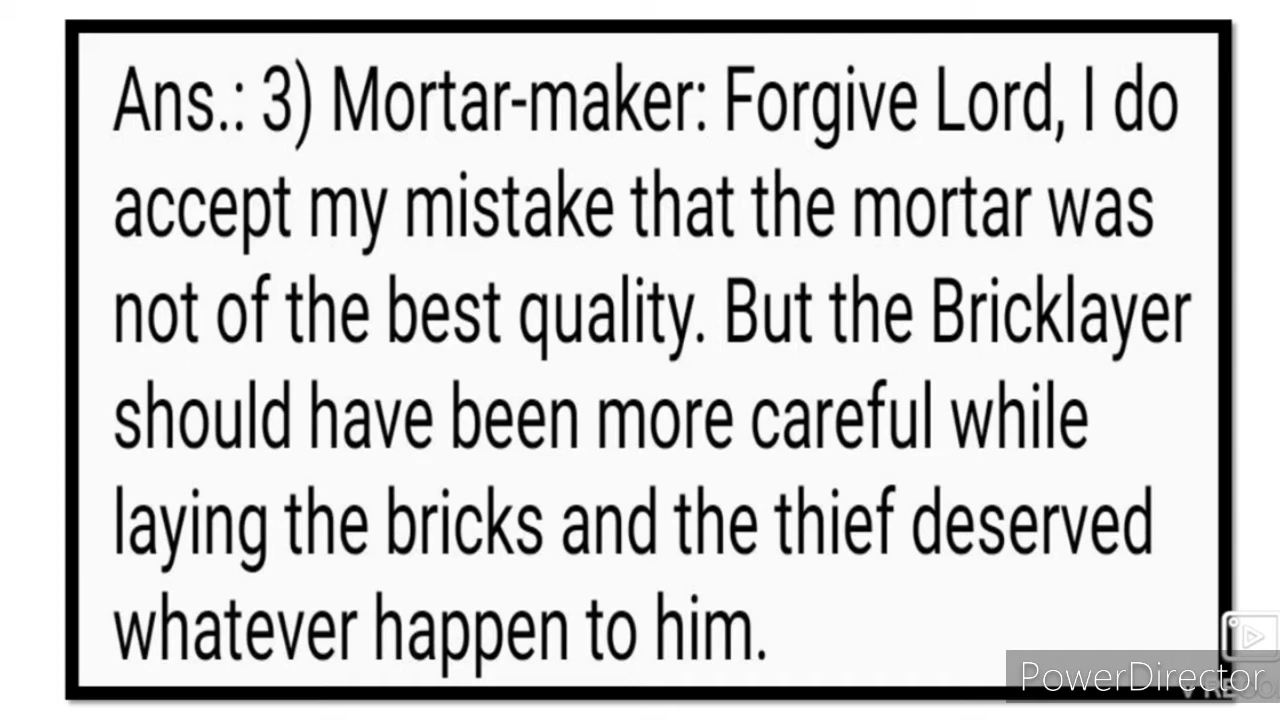 Ans.: 3) Mortar-maker: Forgive Lord, I do
accept my mistake that the mortar was
not of the best quality. But the Bricklayer
should have been more careful while
laying the bricks and the thief deserved
whatever happen to him.
PowerDirector